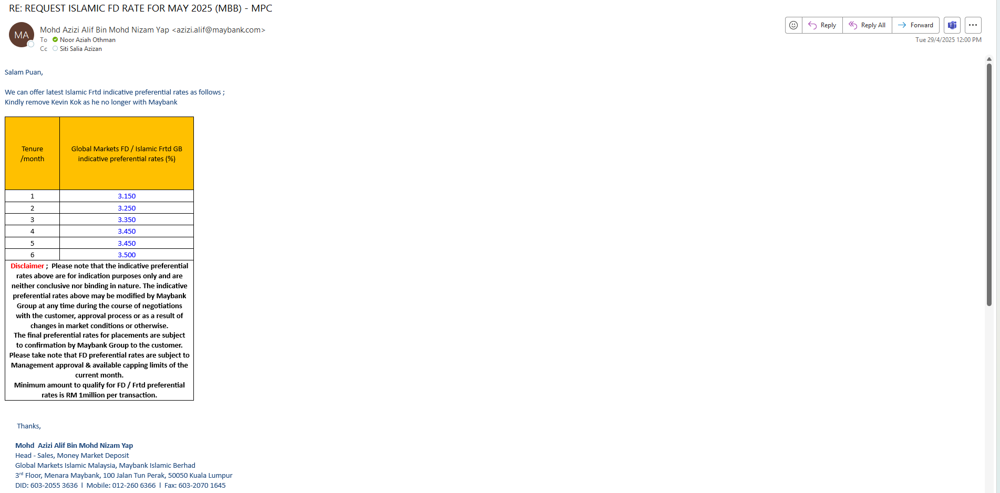 RE: REQUEST ISLAMIC FD RATE FOR MAY 2025 (MBB) - MPC
MA
Mohd Azizi Alif Bin Mohd Nizam Yap <azizi.alif@maybank.com>
To Noor Aziah Othman
Cc Siti Salia Azizan
Reply
Reply All
Forward
Tue 29/4/2025 12:00 PM
Salam Puan,
We can offer latest Islamic Frtd indicative preferential rates as follows ;
Kindly remove Kevin Kok as he no longer with Maybank
Tenure
/month
Global Markets FD / Islamic Frtd GB
indicative preferential rates (%)
1 3.150
2 3.250
3 3.350
4 3.450
5 3.450
6 3.500
Disclaimer ; Please note that the indicative preferential
rates above are for indication purposes only and are
neither conclusive nor binding in nature. The indicative
preferential rates above may be modified by Maybank
Group at any time during the course of negotiations
with the customer, approval process or as a result of
changes in market conditions or otherwise.
The final preferential rates for placements are subject
to confirmation by Maybank Group to the customer.
Please take note that FD preferential rates are subject to
Management approval & available capping limits of the
current month.
Minimum amount to qualify for FD / Frtd preferential
rates is RM 1million per transaction.
Thanks,
Mohd Azizi Alif Bin Mohd Nizam Yap
Head - Sales, Money Market Deposit
Global Markets Islamic Malaysia, Maybank Islamic Berhad
3rd Floor, Menara Maybank, 100 Jalan Tun Perak, 50050 Kuala Lumpur
DID: 603-2055 3636 | Mobile: 012-260 6366 | Fax: 603-2070 1645